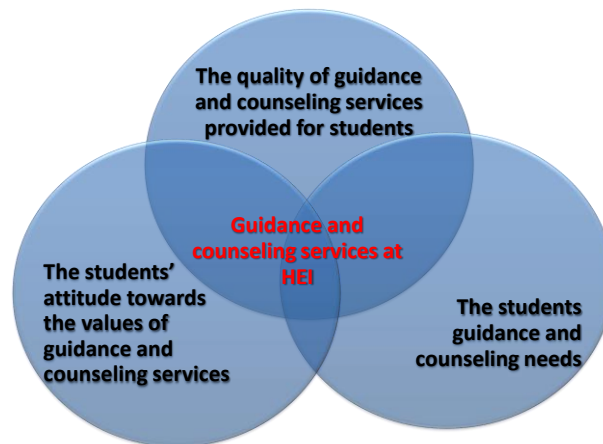 The quality of guidance
and counseling services
provided for students
Guidance and
counseling services at
HEI
The students’
attitude towards
the values of
guidance and
counseling services
The students
guidance and
counseling needs